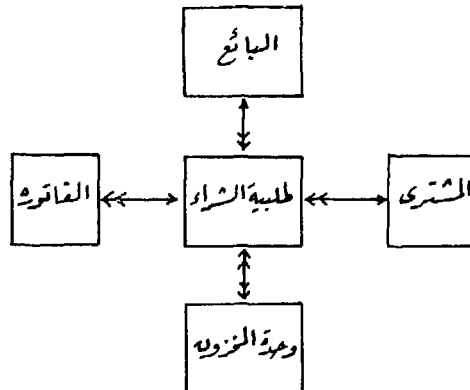 البائع
الفاتورة
طلبية الشراء
المشترى
وحدة المخزون